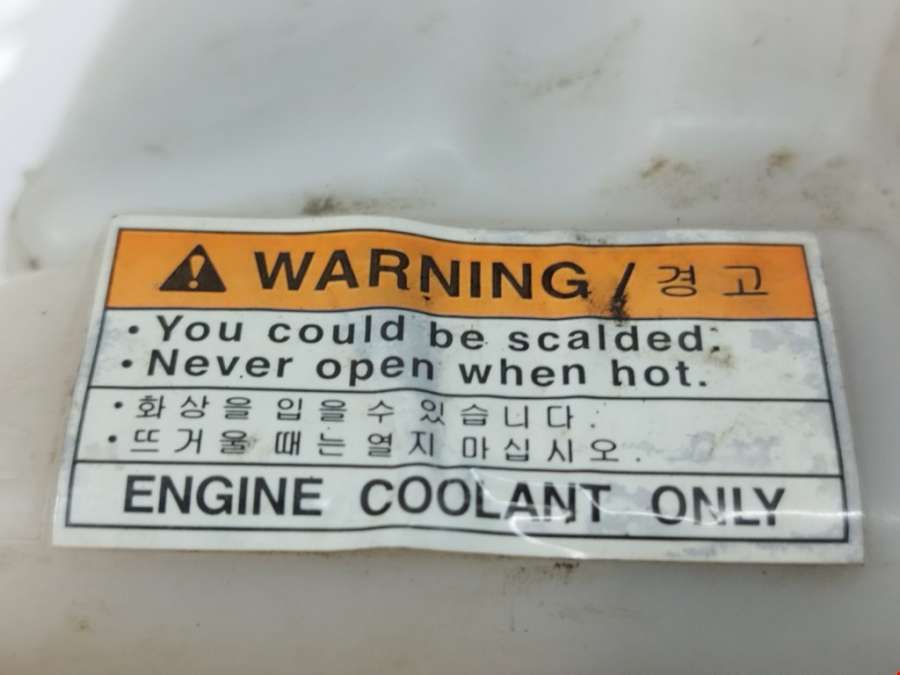 WARNING / 경고
• You could be scalded.
• Never open when hot.
• 화상을 입을 수 있습니다.
• 뜨거울 때는 열지 마십시오.
ENGINE COOLANT ONLY